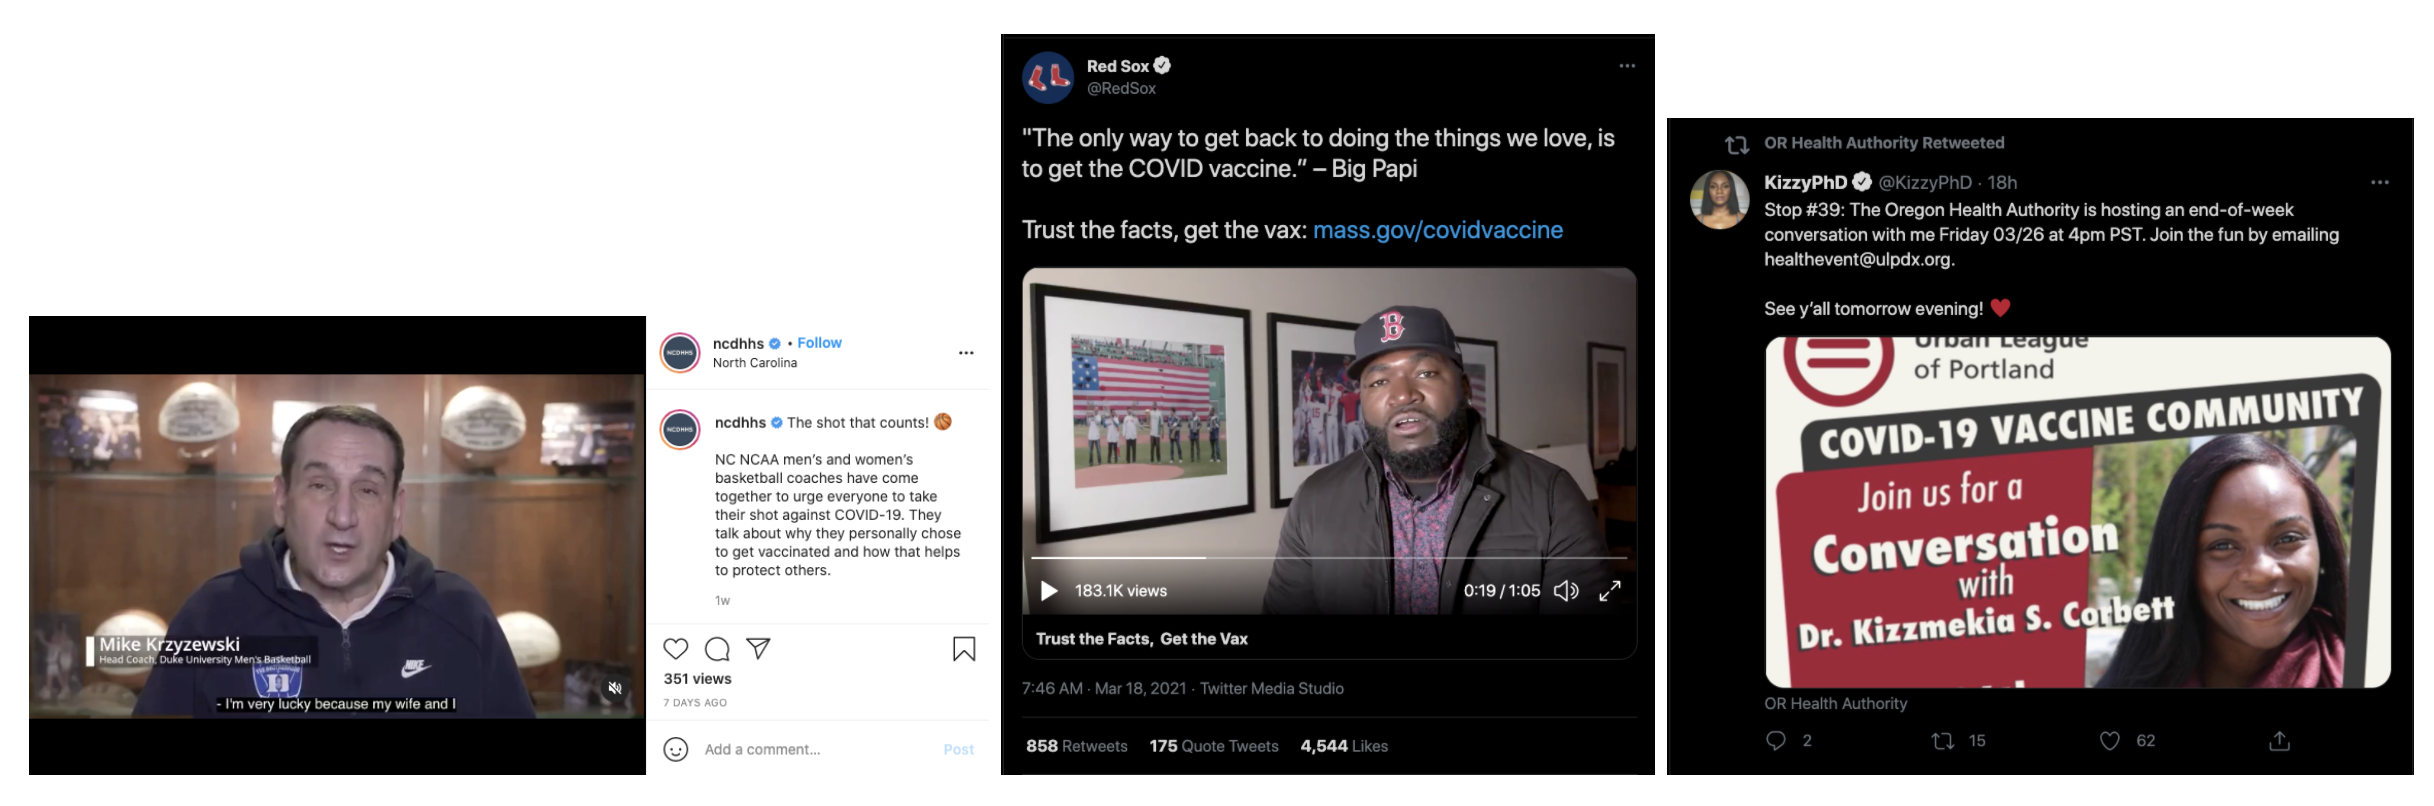 Mike Krzyzewski
Head Coach, Duke University Men's Basketball
- I'm very lucky because my wife and I
NCDHHS
ncdhhs • Follow
North Carolina
NCDHHS
ncdhhs The shot that counts! 🏀
NC NCAA men's and women's
basketball coaches have come
together to urge everyone to take
their shot against COVID-19. They
talk about why they personally chose
to get vaccinated and how that helps
to protect others.
1w
351 views
7 DAYS AGO
Add a comment...
Post
Red Sox
@RedSox
"The only way to get back to doing the things we love, is
to get the COVID vaccine.” – Big Papi
Trust the facts, get the vax: mass.gov/covidvaccine
B
183.1K views
0:19 / 1:05
Trust the Facts, Get the Vax
7:46 AM · Mar 18, 2021 · Twitter Media Studio
858 Retweets 175 Quote Tweets 4,544 Likes
OR Health Authority Retweeted
KizzyPhD @KizzyPhD · 18h
Stop #39: The Oregon Health Authority is hosting an end-of-week
conversation with me Friday 03/26 at 4pm PST. Join the fun by emailing
healthevent@ulpdx.org.
See y'all tomorrow evening! ❤️
Urban League
of Portland
COVID-19 VACCINE COMMUNITY
Join us for a
Conversation
with
Dr. Kizzmekia S. Corbett
OR Health Authority
2 15 62